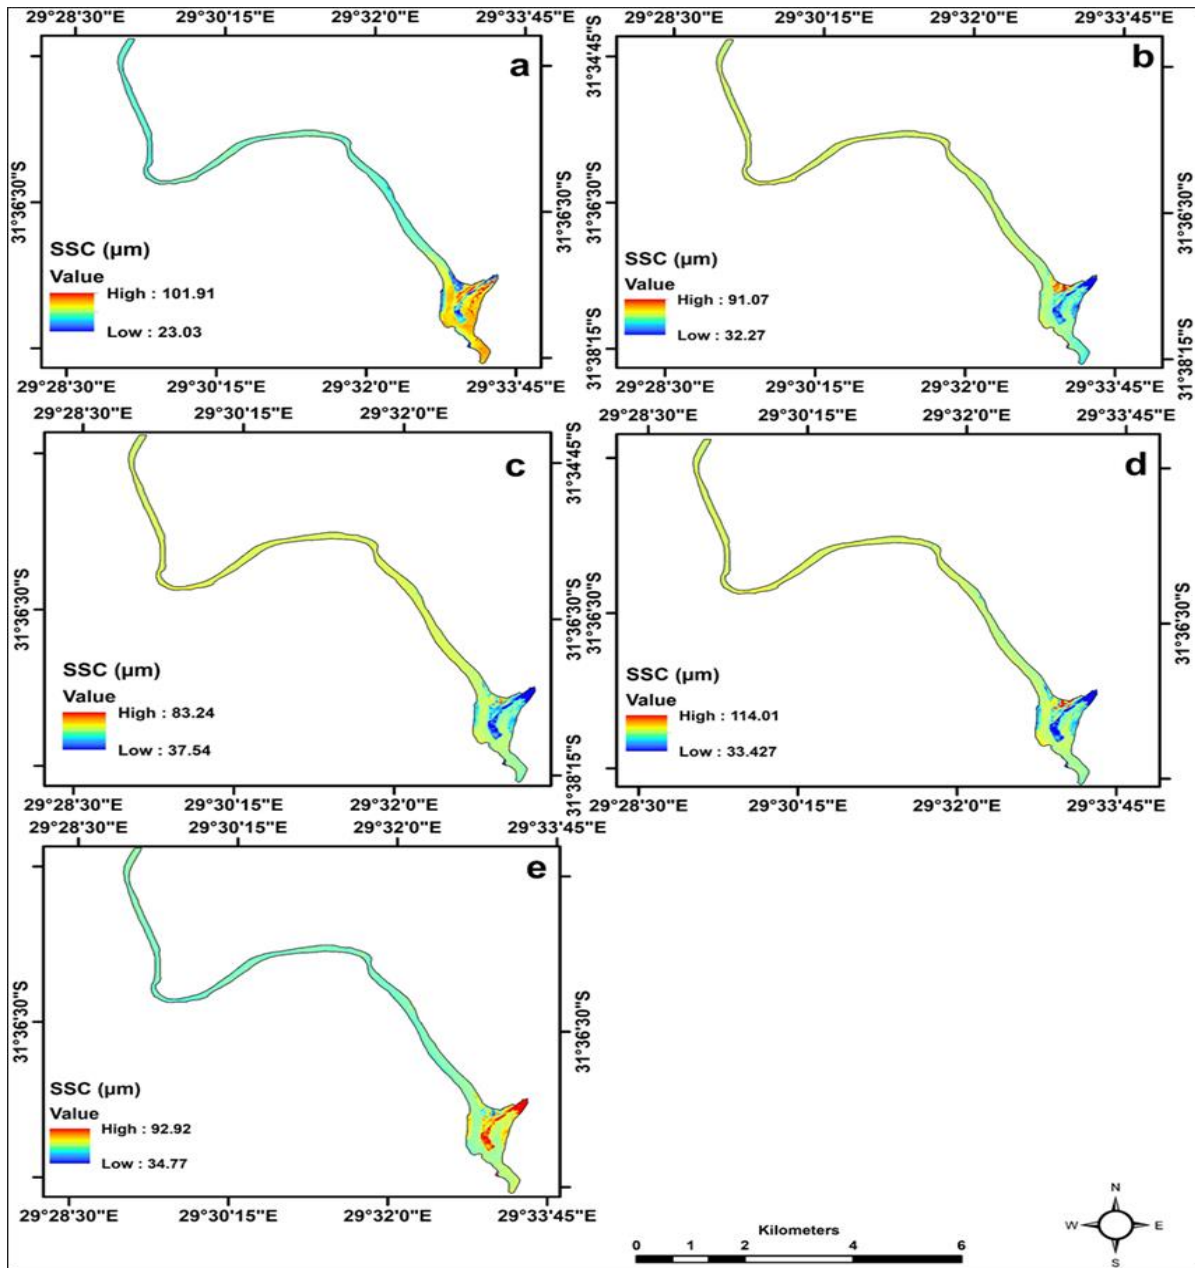 29°28'30"E 29°30'15"E 29°32'0"E 29°33'45"E
29°28'30"E 29°30'15"E 29°32'0"E 29°33'45"E
a
31°36'30"S
31°36'30"S
SSC (µm)
Value
High : 101.91
Low : 23.03
b
31°34'45"S
31°36'30"S
31°38'15"S
31°36'30"S
31°38'15"S
SSC (µm)
Value
High : 91.07
Low : 32.27
29°28'30"E 29°30'15"E 29°32'0"E 29°33'45"E
29°28'30"E 29°30'15"E 29°32'0"E 29°33'45"E
29°28'30"E 29°30'15"E 29°32'0"E
29°28'30"E 29°30'15"E 29°32'0"E 29°33'45"E
c
31°36'30"S
31°34'45"S
31°36'30"S
31°38'15"S
SSC (µm)
Value
High : 83.24
Low : 37.54
d
31°36'30"S
31°36'30"S
SSC (µm)
Value
High : 114.01
Low : 33.427
29°28'30"E 29°30'15"E 29°32'0"E
29°28'30"E 29°30'15"E 29°32'0"E 29°33'45"E
29°28'30"E 29°30'15"E 29°32'0"E 29°33'45"E
e
31°36'30"S
31°36'30"S
SSC (µm)
Value
High : 92.92
Low : 34.77
29°28'30"E 29°30'15"E 29°32'0"E 29°33'45"E
Kilometers
0 1 2 4 6
N
W E
S